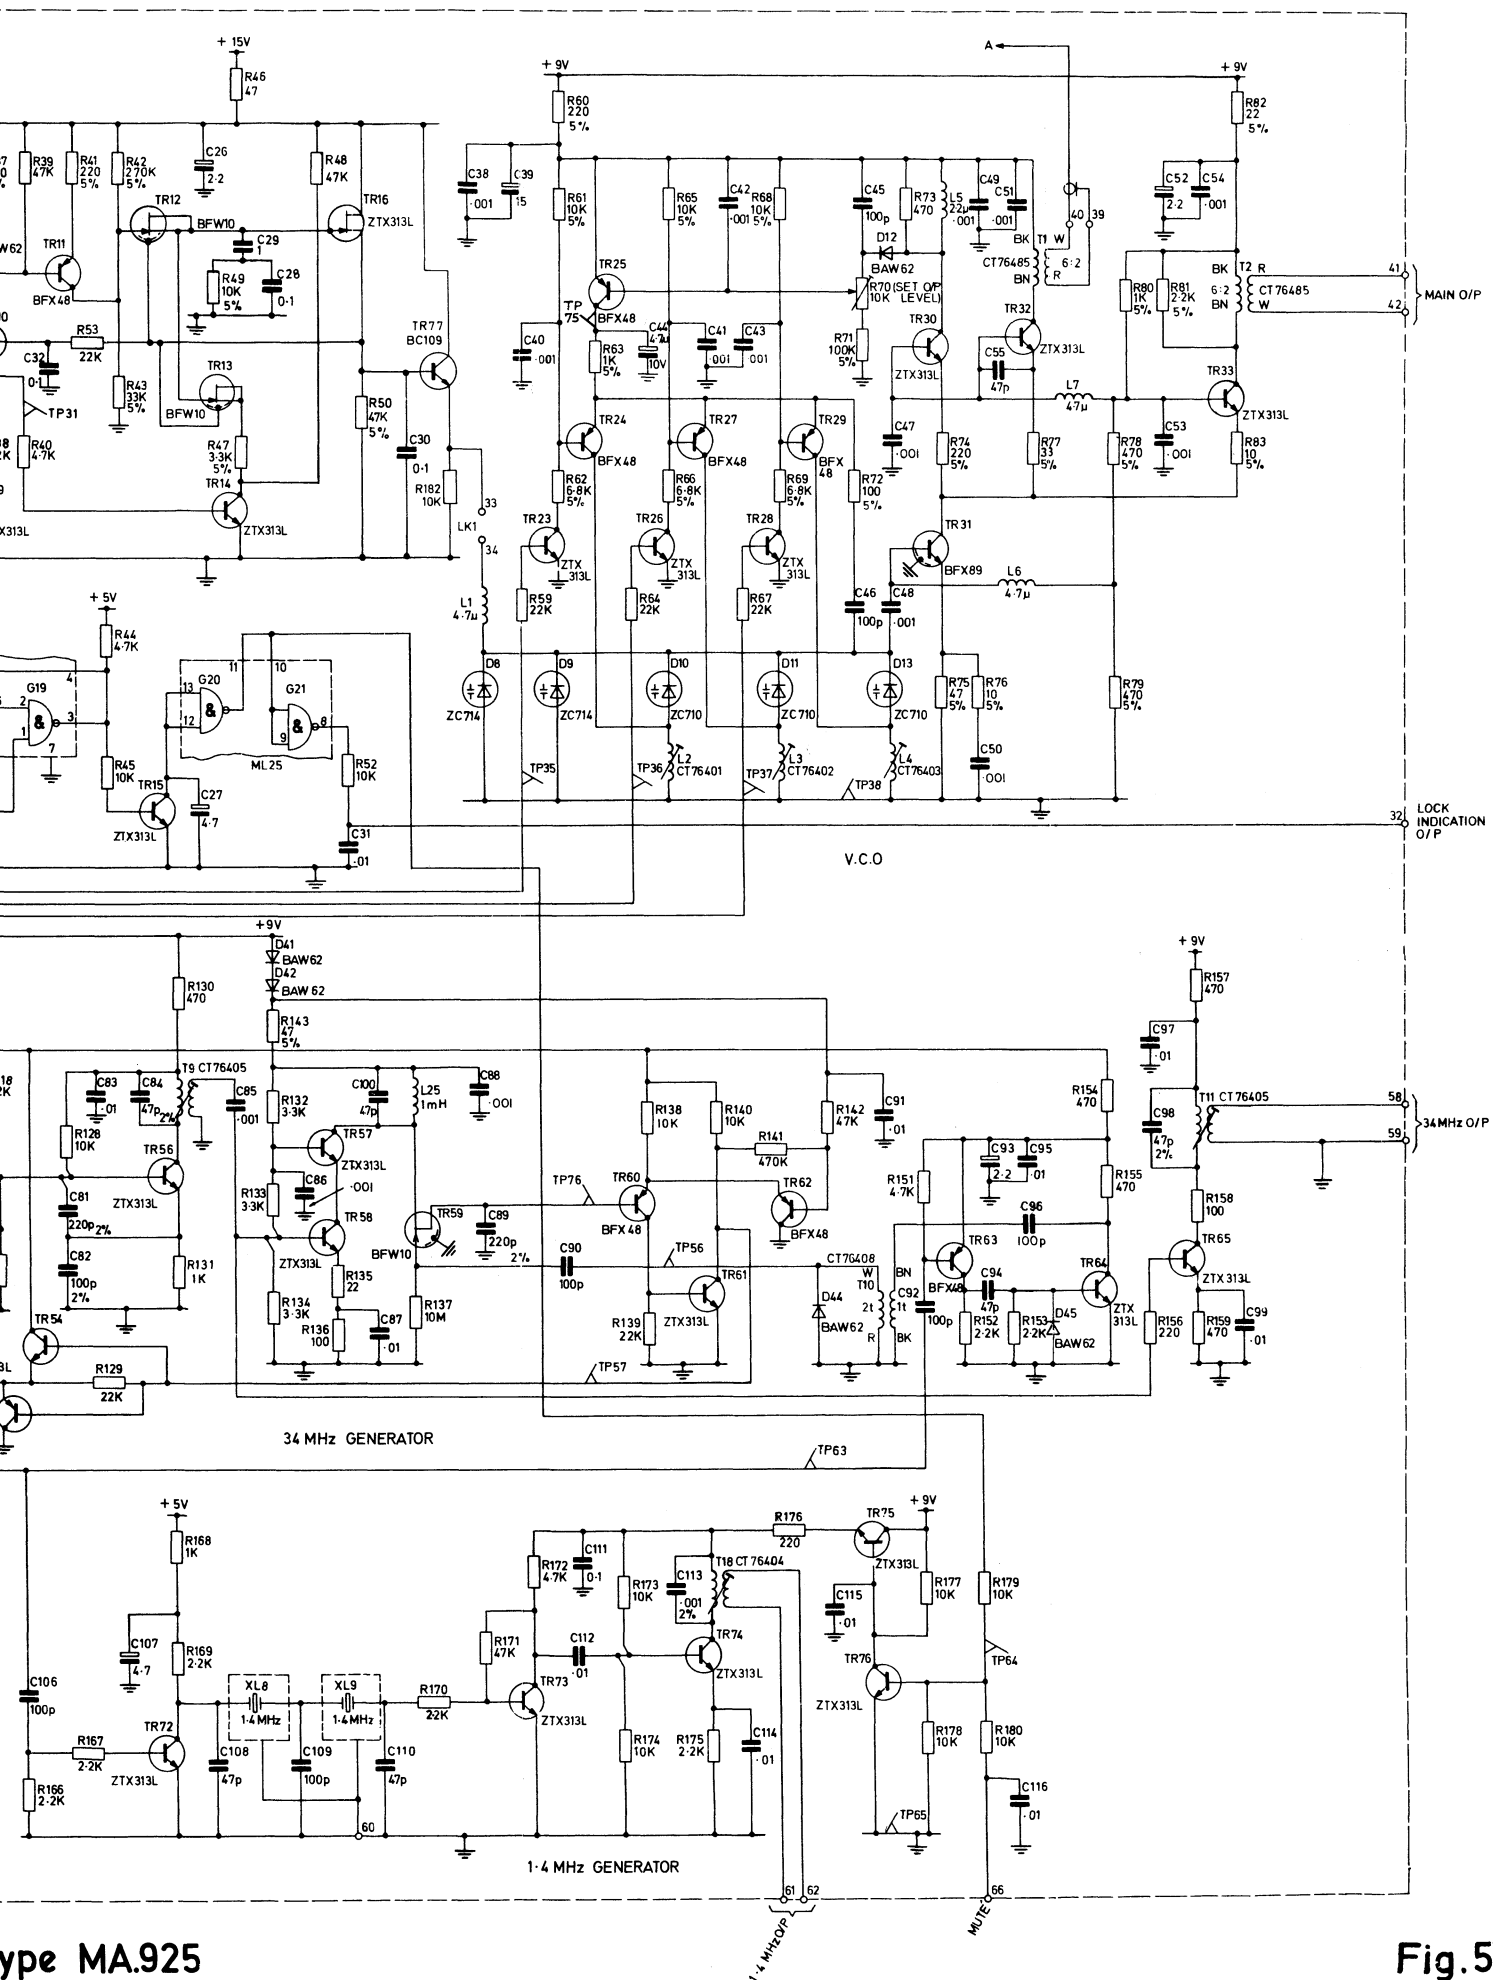 + 15V
R46
47
+ 9V
A
+ 9V
R60
220
5%
R82
22
5%
R39
47K
R41
220
5%
R42
270K
5%
C26
2·2
R48
47K
TR12
BFW10
TR16
ZTX313L
C29
1
TR11
BFX48
R49
10K
5%
C28
0·1
R53
22K
C32
0·1
TP31
R40
4·7K
R43
33K
5%
TR13
BFW10
R47
3·3K
5%
TR14
ZTX313L
X313L
R50
47K
5%
C30
0·1
TR77
BC109
R182
10K
33
LK1
34
C38
·001
C39
15
R61
10K
5%
R65
10K
5%
C42
·001
R68
10K
5%
C45
100p
R73
470
L5
22µ
C49
·001
C51
·001
40
39
C52
2·2
C54
·001
D12
BAW62
R70 (SET O/P
10K LEVEL)
BK
T1
W
CT76485
6:2
BN
R
TR25
BFX48
TP
75
C40
·001
R63
1K
5%
C44
4·7µ
10V
C41
·001
C43
·001
R71
100K
5%
TR30
ZTX313L
TR32
ZTX313L
C55
47p
L7
4·7µ
R80
1K
5%
R81
2·2K
5%
BK
T2
R
6:2
CT76485
BN
W
41
42
MAIN O/P
TR33
ZTX313L
TR24
BFX48
TR27
BFX48
TR29
BFX
48
C47
·001
R74
220
5%
R77
33
5%
R78
470
5%
C53
·001
R83
10
5%
R62
6·8K
5%
R66
6·8K
5%
R69
6·8K
5%
R72
100
5%
TR23
ZTX
313L
TR26
ZTX
313L
TR28
ZTX
313L
TR31
BFX89
L6
4·7µ
L1
4·7µ
R59
22K
R64
22K
R67
22K
C46
100p
C48
·001
D8
ZC714
D9
ZC714
D10
ZC710
D11
ZC710
D13
ZC710
R75
47
5%
R76
10
5%
R79
470
5%
TP35
TP36
L2
CT76401
TP37
L3
CT76402
TP38
L4
CT76403
C50
·001
V.C.O
32
LOCK
INDICATION
O/P
+ 5V
R44
4·7K
G19
&
4
2
1
3
7
R45
10K
TR15
ZTX313L
C27
4·7
G20
&
13
12
11
10
G21
&
9
8
ML25
R52
10K
C31
·01
+9V
D41
BAW62
D42
BAW 62
R130
470
R143
47
5%
C83
·01
C84
47p
2%
T9 CT76405
C85
·001
R128
10K
TR56
ZTX313L
C81
220p
2%
C82
100p
2%
R131
1K
TR54
R129
22K
R132
3·3K
C100
47p
L25
1mH
C88
·001
TR57
ZTX313L
R133
3·3K
C86
·001
TR58
ZTX313L
R134
3·3K
R135
22
R136
100
C87
·01
TR59
BFW10
C89
220p
2%
R137
10M
C90
100p
TP76
TP56
TP57
R138
10K
R140
10K
R141
470K
R142
47K
C91
·01
TR60
BFX48
TR62
BFX48
TR61
ZTX313L
R139
22K
D44
BAW62
CT76408
W
T10
2t
R
BN
C92
1t
BK
100p
R151
4·7K
C93
2·2
C95
·01
R154
470
R155
470
C96
100p
TR63
BFX48
C94
47p
R152
2·2K
R153
2·2K
D45
BAW62
TR64
ZTX
313L
R156
220
+ 9V
R157
470
C97
·01
C98
47p
2%
T11 CT76405
R158
100
TR65
ZTX313L
R159
470
C99
·01
58
59
34MHz O/P
34 MHz GENERATOR
TP63
+ 5V
R168
1K
C107
4·7
R169
2·2K
C106
100p
R167
2·2K
R166
2·2K
TR72
ZTX313L
C108
47p
XL8
1·4MHz
C109
100p
XL9
1·4MHz
C110
47p
R170
2·2K
60
R172
4·7K
C111
0·1
R171
47K
TR73
ZTX313L
C112
·01
R173
10K
R174
10K
T18 CT76404
C113
·001
2%
TR74
ZTX313L
R175
2·2K
C114
·01
R176
220
TR75
ZTX313L
+ 9V
C115
·01
R177
10K
R179
10K
TP64
TR76
ZTX313L
R178
10K
R180
10K
TP65
C116
·01
1·4 MHz GENERATOR
61
62
1·4 MHz O/P
66
MUTE
ype MA.925
Fig.5